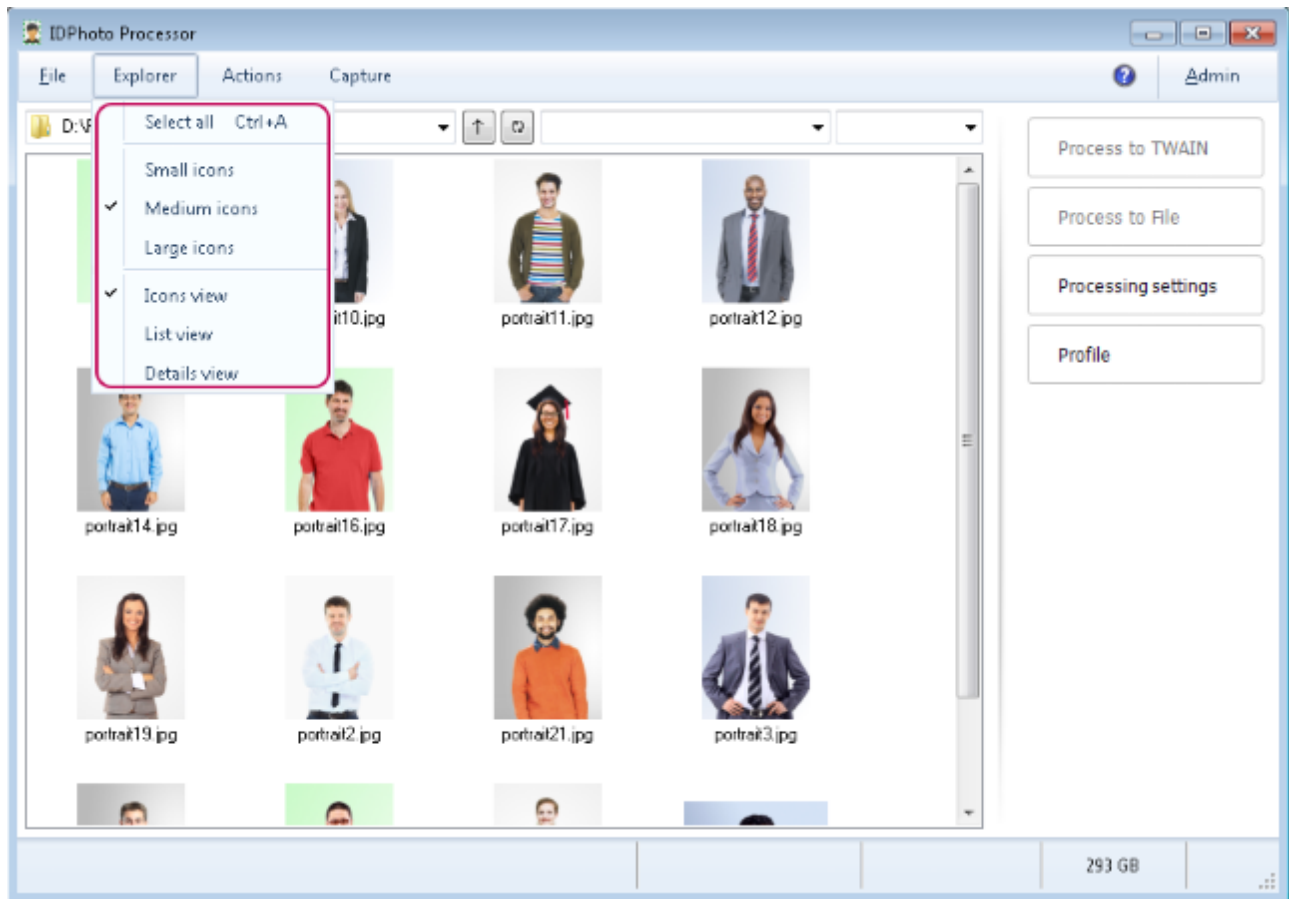 IDPhoto Processor
File Explorer Actions Capture Admin
D:\
Select all Ctrl+A
Small icons
Medium icons
Large icons
Icons view
List view
Details view
Process to TWAIN
Process to File
Processing settings
Profile
it10.jpg portrait11.jpg portrait12.jpg
portrait14.jpg portrait16.jpg portrait17.jpg portrait18.jpg
portrait19.jpg portrait2.jpg portrait21.jpg portrait3.jpg
293 GB